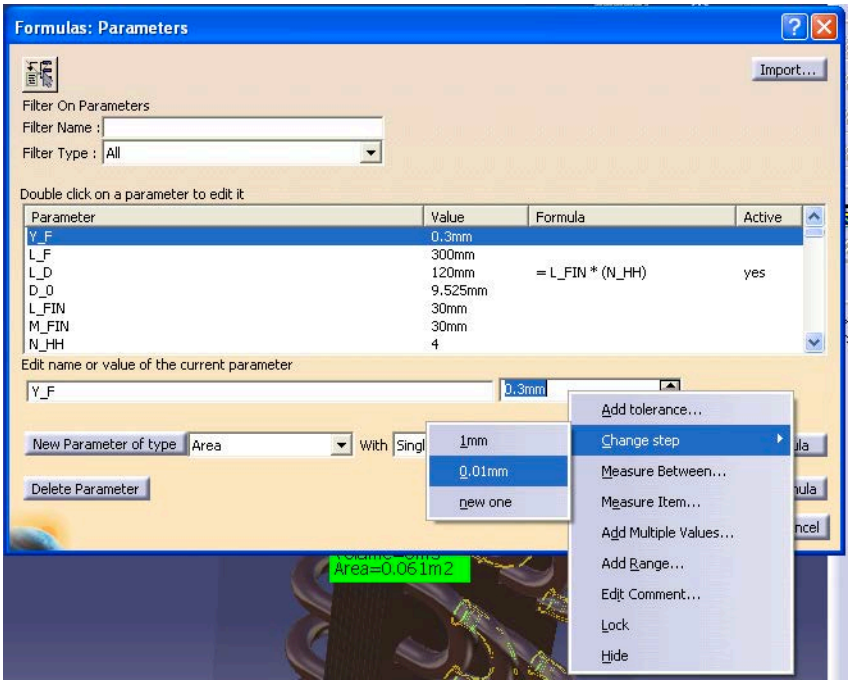 Formulas: Parameters
Import...
Filter On Parameters
Filter Name :
Filter Type : All
Double click on a parameter to edit it
Parameter Value Formula Active
Y_F 0.3mm
L_F 300mm
L_D 120mm = L_FIN * (N_HH) yes
D_0 9.525mm
L_FIN 30mm
M_FIN 30mm
N_HH 4
Edit name or value of the current parameter
Y_F 0.3mm
Add tolerance...
New Parameter of type Area With Singl 1mm Change step ula
0.01mm Measure Between...
Delete Parameter nula
new one Measure Item...
Add Multiple Values... ncel
Area=0.061m2 Add Range...
Edit Comment...
Lock
Hide